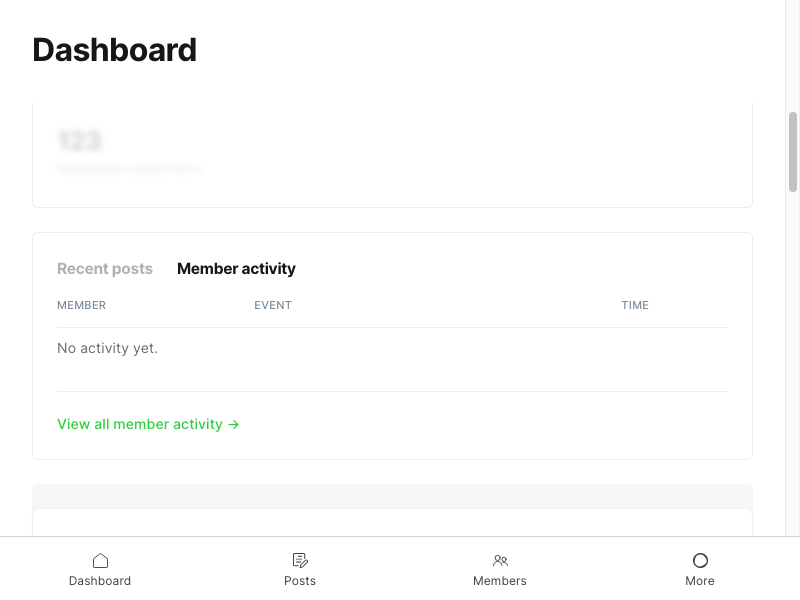 Dashboard
123
Recent posts Member activity
MEMBER EVENT TIME
No activity yet.
View all member activity →
Dashboard Posts Members More